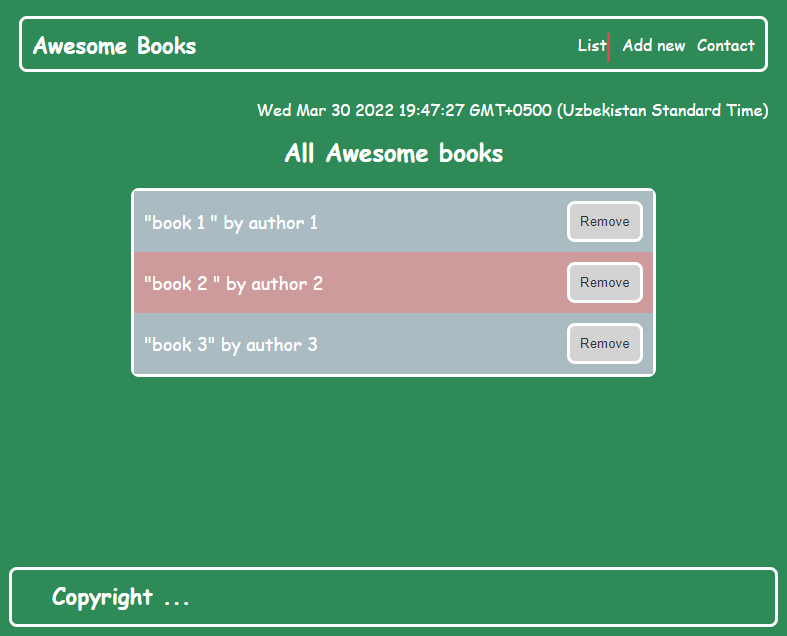 Awesome Books
List Add new Contact
Wed Mar 30 2022 19:47:27 GMT+0500 (Uzbekistan Standard Time)
All Awesome books
"book 1 " by author 1 Remove
"book 2 " by author 2 Remove
"book 3" by author 3 Remove
Copyright ...